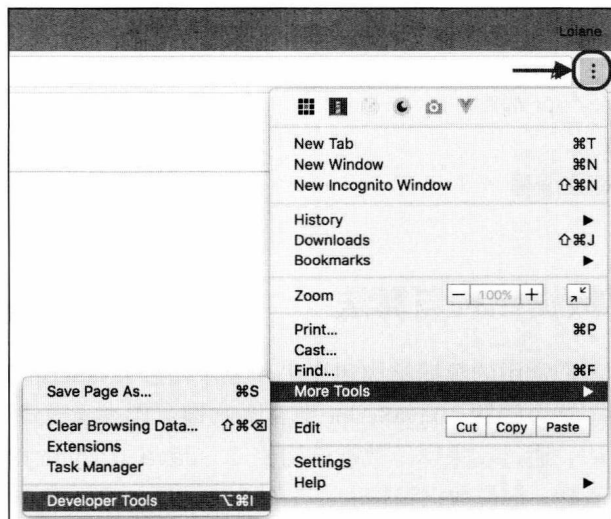 Loiane
New Tab ⌘T
New Window ⌘N
New Incognito Window ⇧⌘N
History ▶
Downloads ⇧⌘J
Bookmarks ▶
Zoom − 100% +
Print... ⌘P
Cast...
Find... ⌘F
More Tools ▶
Edit Cut Copy Paste
Settings
Help ▶
Save Page As... ⌘S
Clear Browsing Data... ⇧⌘⌫
Extensions
Task Manager
Developer Tools ⌥⌘I